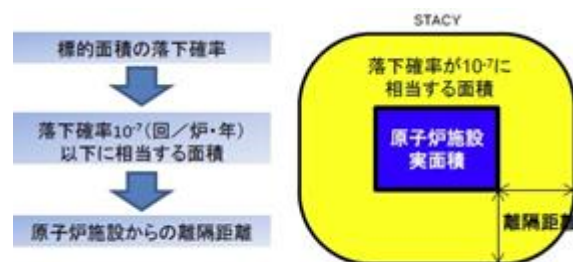 標的面積の落下確率
落下確率10⁻⁷(回／炉・年)
以下に相当する面積
原子炉施設からの離隔距離
STACY
落下確率が10⁻⁷に
相当する面積
原子炉施設
実面積
離隔距離